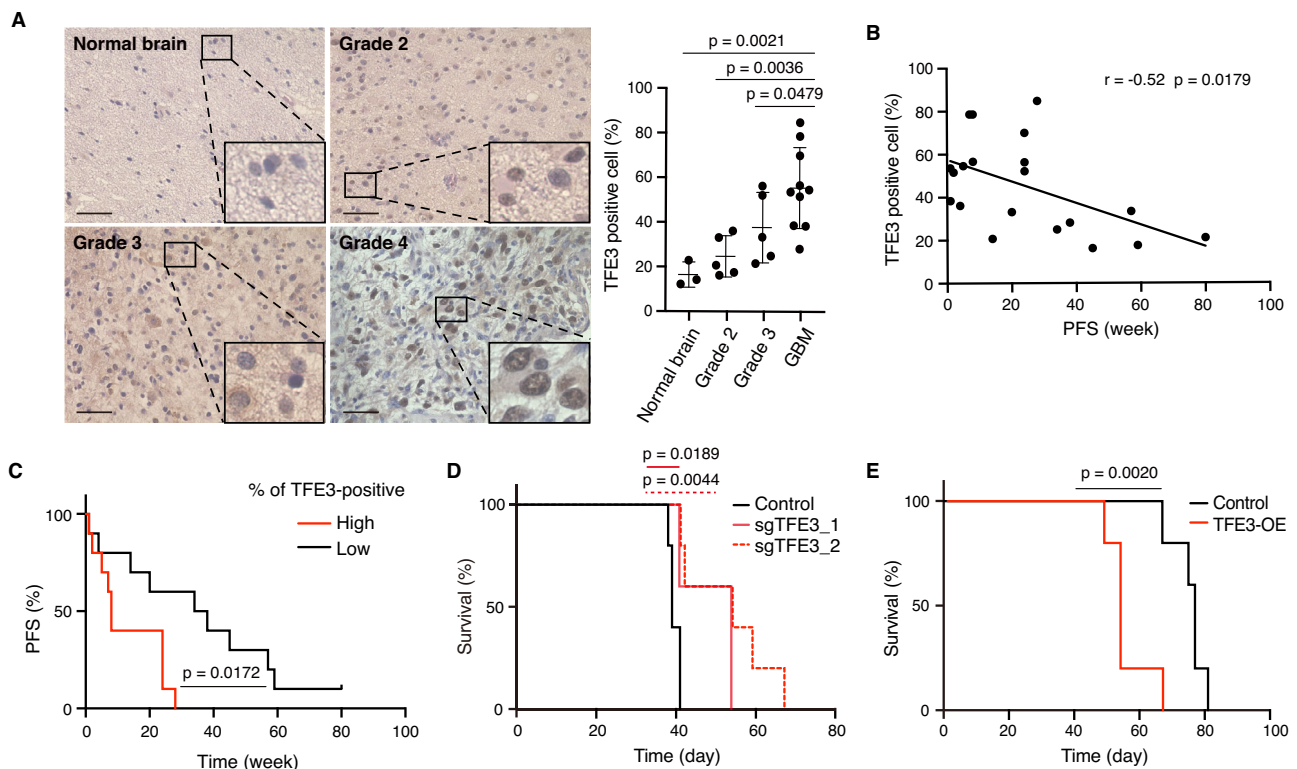 A
Normal brain
Grade 2
Grade 3
Grade 4
p = 0.0021
p = 0.0036
p = 0.0479
TFE3 positive cell (%)
100
80
60
40
20
0
Normal brain
Grade 2
Grade 3
GBM
B
r = -0.52 p = 0.0179
TFE3 positive cell (%)
100
80
60
40
20
0
0 20 40 60 80 100
PFS (week)
C
% of TFE3-positive
High
Low
PFS (%)
100
50
0
p = 0.0172
0 20 40 60 80 100
Time (week)
D
p = 0.0189
p = 0.0044
Control
sgTFE3_1
sgTFE3_2
Survival (%)
100
50
0
0 20 40 60 80
Time (day)
E
p = 0.0020
Control
TFE3-OE
Survival (%)
100
50
0
0 20 40 60 80 100
Time (day)